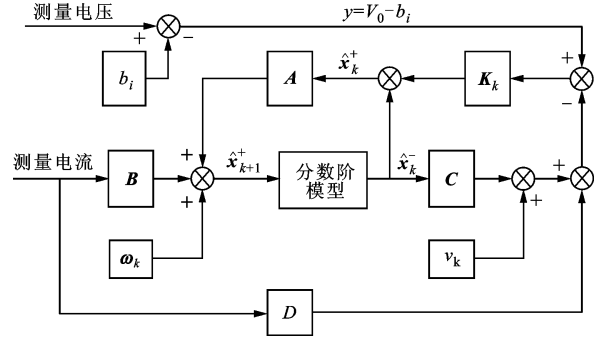 测量电压
y=V₀−bᵢ
+
−
bᵢ
A
x̂ₖ⁺
Kₖ
+
−
测量电流
B
+
+
x̂ₖ₊₁⁺
分数阶
模型
x̂ₖ⁻
C
+
+
ωₖ
vₖ
D